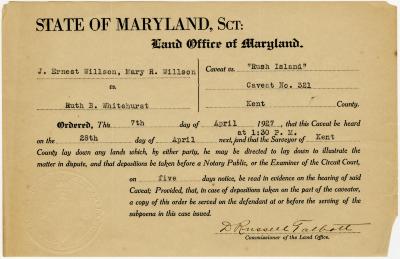 STATE OF MARYLAND, SCT:
Land Office of Maryland.
J. Ernest Willson, Mary R. Willson
vs.
Ruth B. Whitehurst
Caveat vs. "Rush Island"
Caveat No. 321
Kent County.
Ordered, This 7th day of April 1927, that this Caveat be heard
at 1:30 P. M.
on the 28th day of April next, and that the Surveyor of Kent
County lay down any lands which, by either party, he may be directed to lay down to illustrate
the matter in dispute, and that depositions be taken before a Notary Public, or the Examiner of the Circuit Court,
on five days notice, be read in evidence on the hearing of said
Caveat; Provided, that, in case of depositions taken on the part of the caveator,
a copy of this order be served on the defendant at or before the serving of the
subpoena in this case issued.
D Russell Talbott
Commissioner of the Land Office.